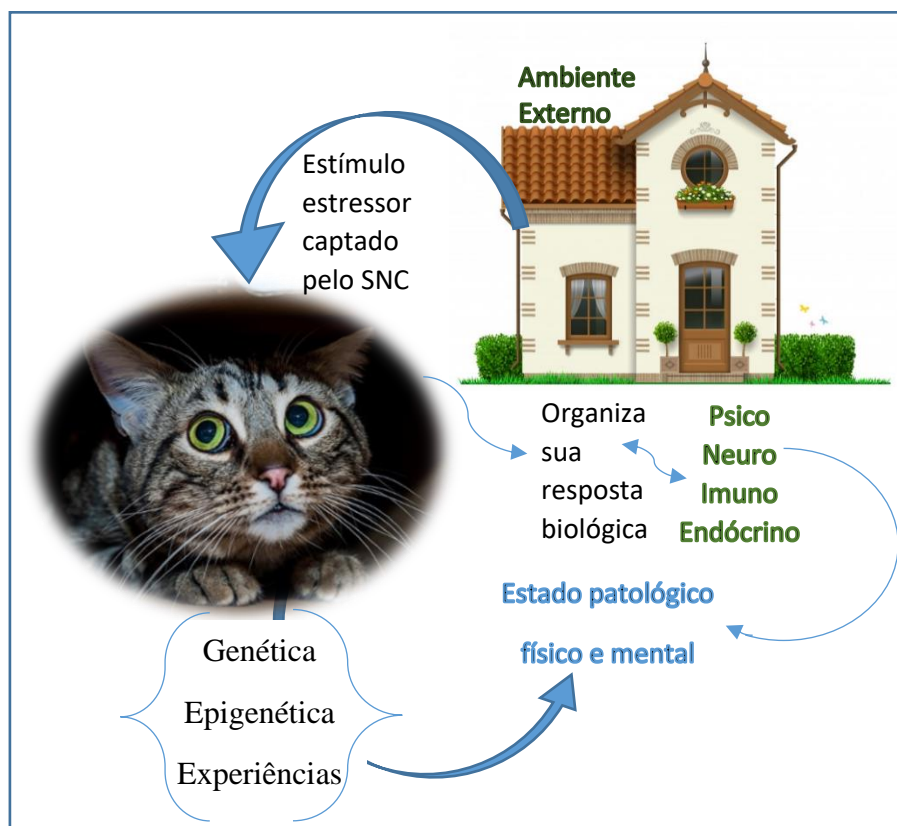 Ambiente
Externo
Estímulo
estressor
captado
pelo SNC
Organiza
sua
resposta
biológica
Psico
Neuro
Imuno
Endócrino
Estado patológico
físico e mental
Genética
Epigenética
Experiências